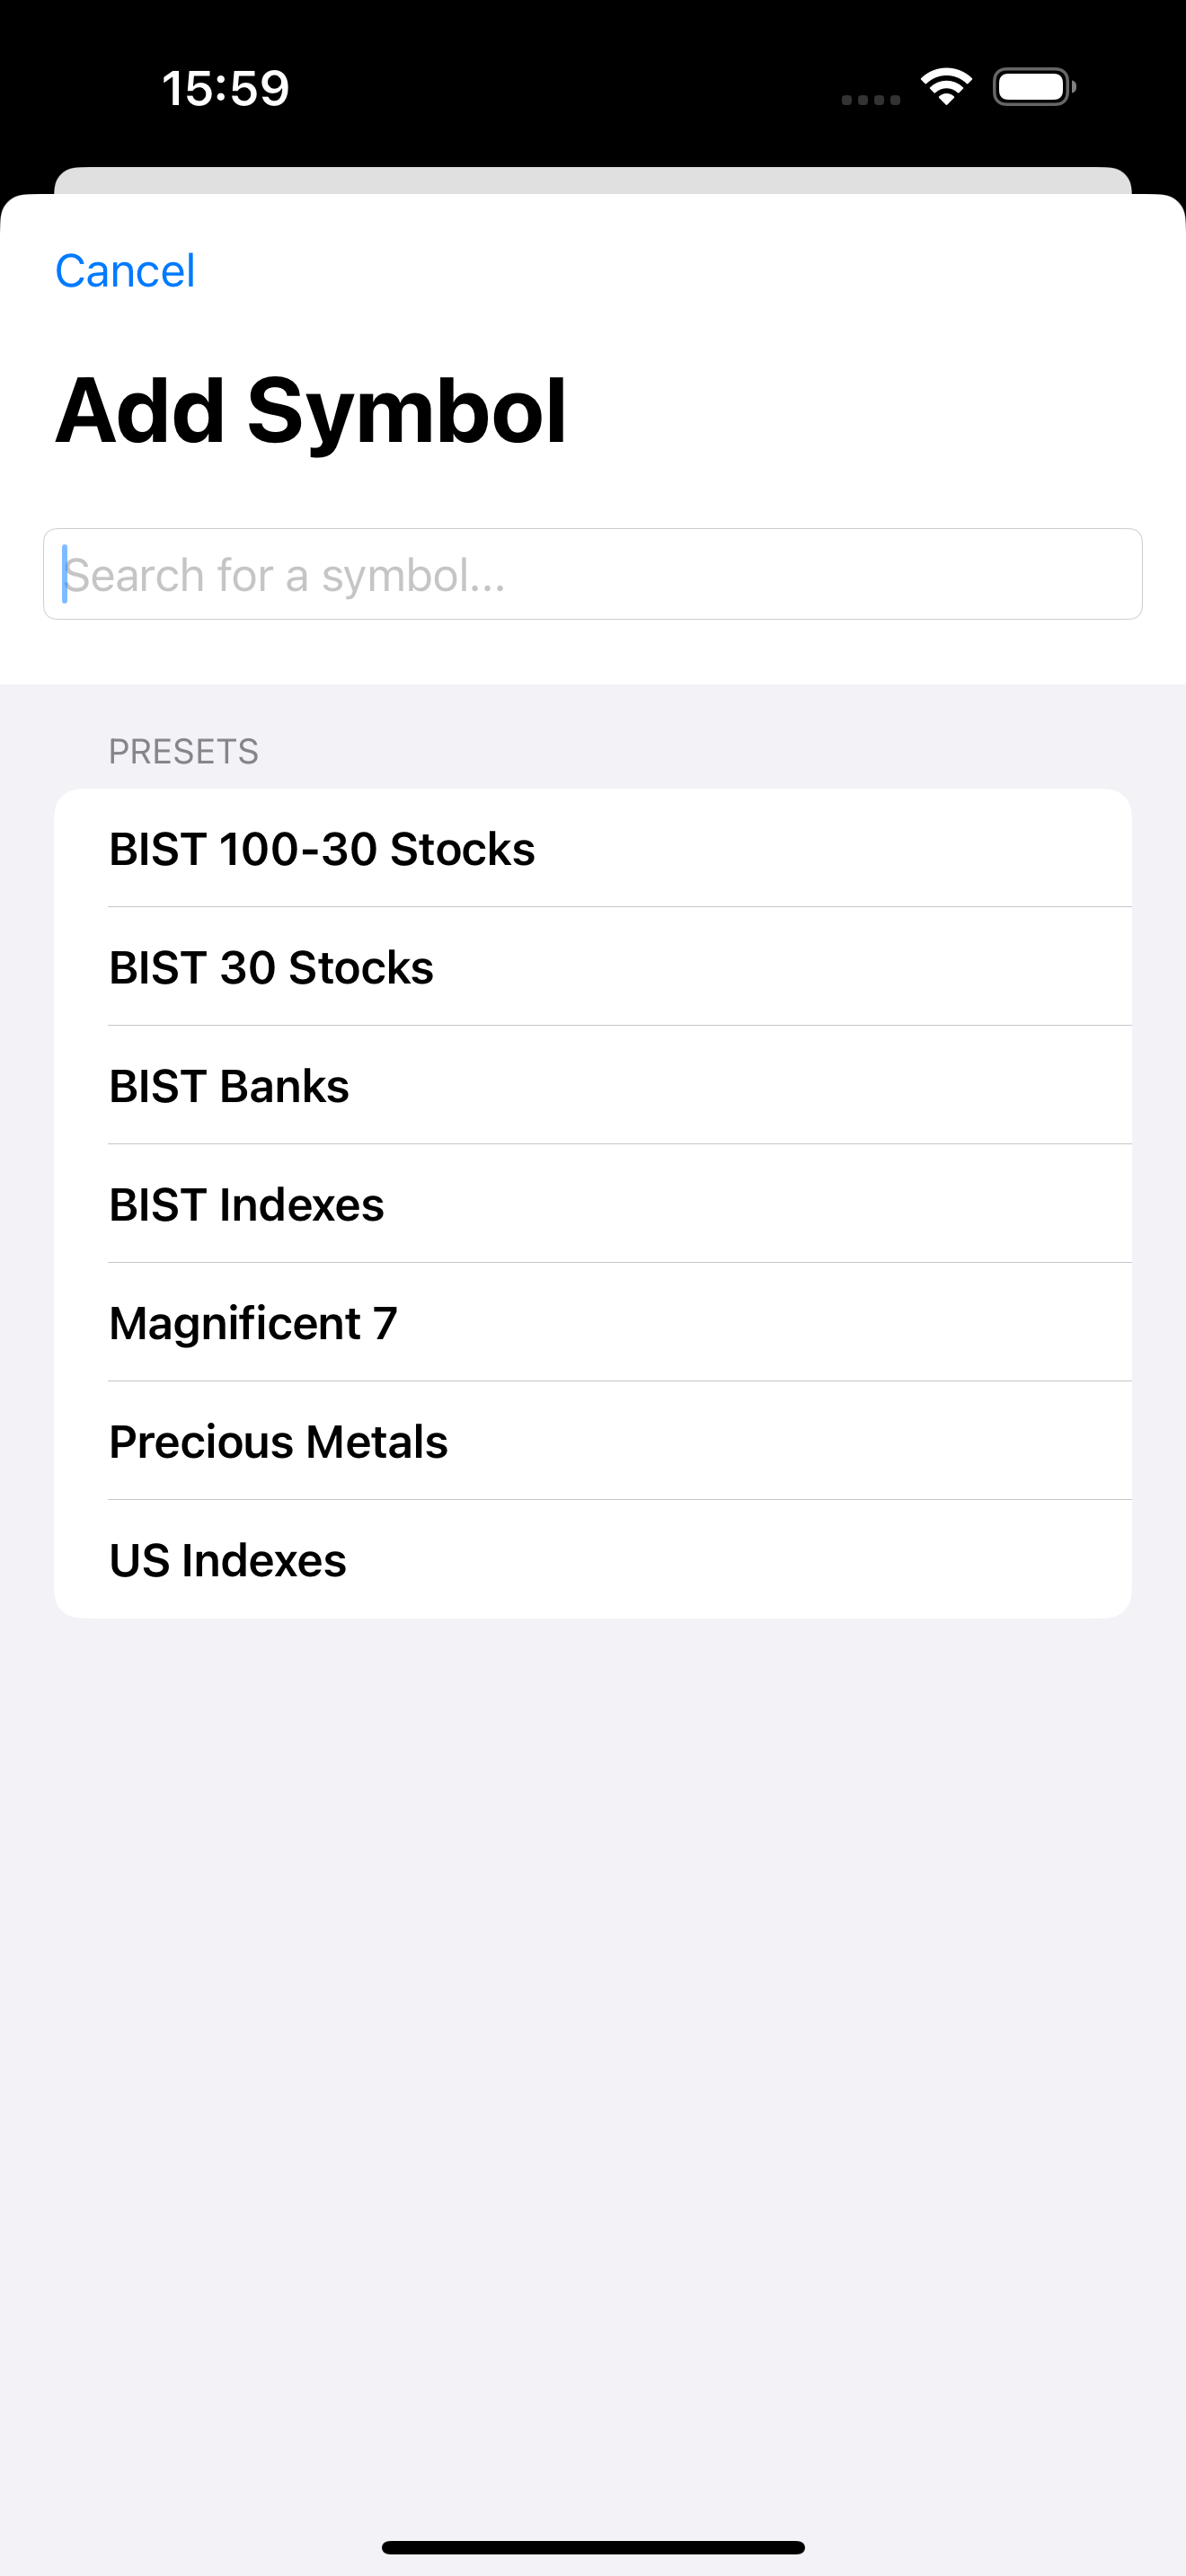 15:59
Cancel
Add Symbol
Search for a symbol...
PRESETS
BIST 100-30 Stocks
BIST 30 Stocks
BIST Banks
BIST Indexes
Magnificent 7
Precious Metals
US Indexes